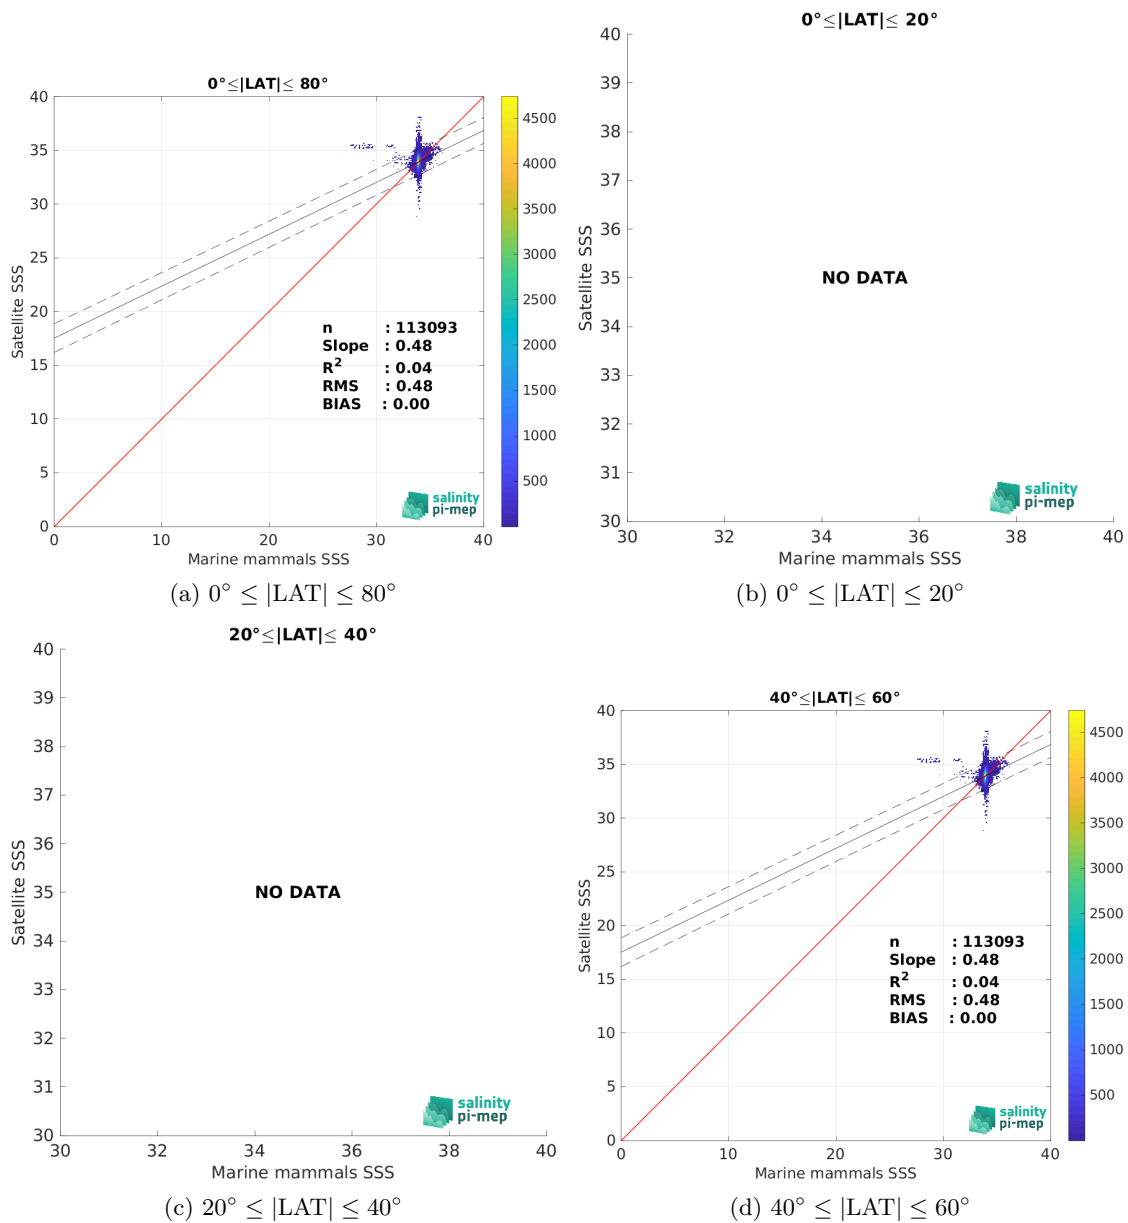 0°≤|LAT|≤ 80°
40
35
30
25
20
15
10
5
0
Satellite SSS
0
10
20
30
40
Marine mammals SSS
4500
4000
3500
3000
2500
2000
1500
1000
500
n : 113093
Slope : 0.48
R² : 0.04
RMS : 0.48
BIAS : 0.00
salinity
pi-mep
(a) 0° ≤ |LAT| ≤ 80°
0°≤|LAT|≤ 20°
40
39
38
37
36
35
34
33
32
31
30
Satellite SSS
NO DATA
30
32
34
36
38
40
Marine mammals SSS
salinity
pi-mep
(b) 0° ≤ |LAT| ≤ 20°
20°≤|LAT|≤ 40°
40
39
38
37
36
35
34
33
32
31
30
Satellite SSS
NO DATA
30
32
34
36
38
40
Marine mammals SSS
salinity
pi-mep
(c) 20° ≤ |LAT| ≤ 40°
40°≤|LAT|≤ 60°
40
35
30
25
20
15
10
5
0
Satellite SSS
0
10
20
30
40
Marine mammals SSS
4500
4000
3500
3000
2500
2000
1500
1000
500
n : 113093
Slope : 0.48
R² : 0.04
RMS : 0.48
BIAS : 0.00
salinity
pi-mep
(d) 40° ≤ |LAT| ≤ 60°